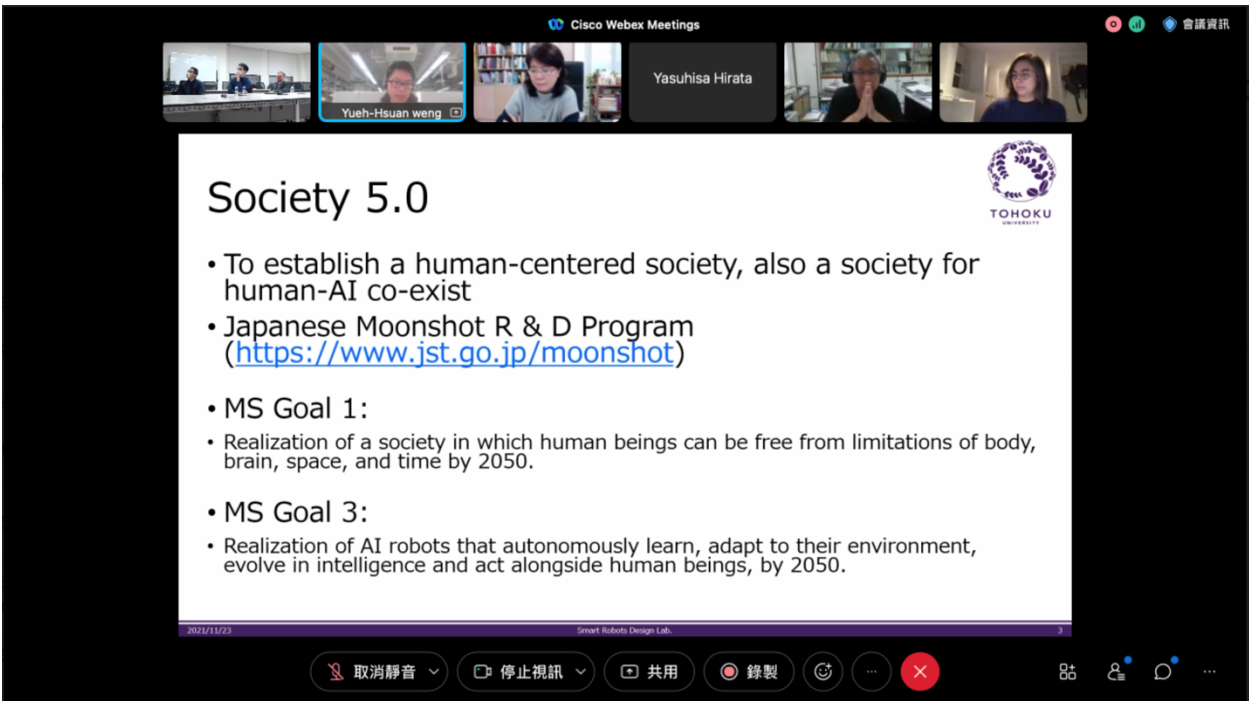 Cisco Webex Meetings
會議資訊
Yueh-Hsuan weng
Yasuhisa Hirata
TOHOKU
UNIVERSITY
Society 5.0
• To establish a human-centered society, also a society for
human-AI co-exist
• Japanese Moonshot R & D Program
(https://www.jst.go.jp/moonshot)
• MS Goal 1:
• Realization of a society in which human beings can be free from limitations of body,
brain, space, and time by 2050.
• MS Goal 3:
• Realization of AI robots that autonomously learn, adapt to their environment,
evolve in intelligence and act alongside human beings, by 2050.
2021/11/23
Smart Robots Design Lab.
3
取消靜音
停止視訊
共用
錄製